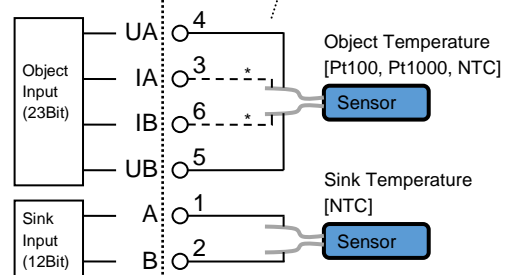 UA 4
Object Temperature
[Pt100, Pt1000, NTC]
Object
Input
(23Bit)
IA 3 *
Sensor
IB 6 *
UB 5
Sink Temperature
[NTC]
Sink
Input
(12Bit)
A 1
Sensor
B 2